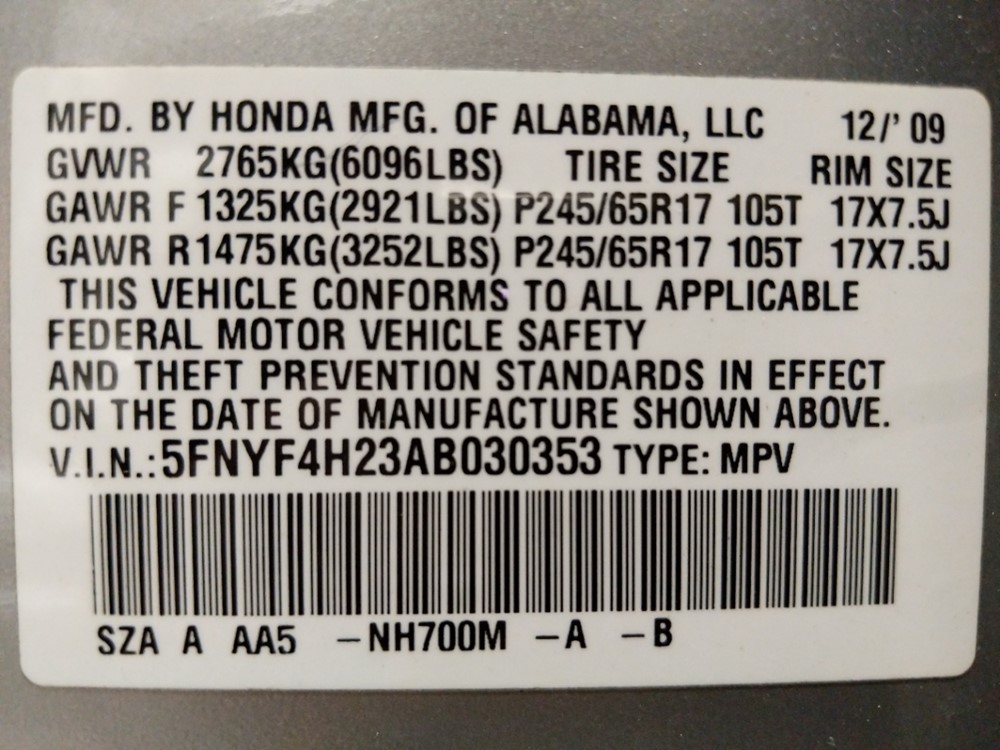 MFD. BY HONDA MFG. OF ALABAMA, LLC 12/' 09
GVWR 2765KG(6096LBS) TIRE SIZE RIM SIZE
GAWR F 1325KG(2921LBS) P245/65R17 105T 17X7.5J
GAWR R 1475KG(3252LBS) P245/65R17 105T 17X7.5J
THIS VEHICLE CONFORMS TO ALL APPLICABLE
FEDERAL MOTOR VEHICLE SAFETY
AND THEFT PREVENTION STANDARDS IN EFFECT
ON THE DATE OF MANUFACTURE SHOWN ABOVE.
V.I.N.: 5FNYF4H23AB030353 TYPE: MPV
SZA A AA5 –NH700M –A –B